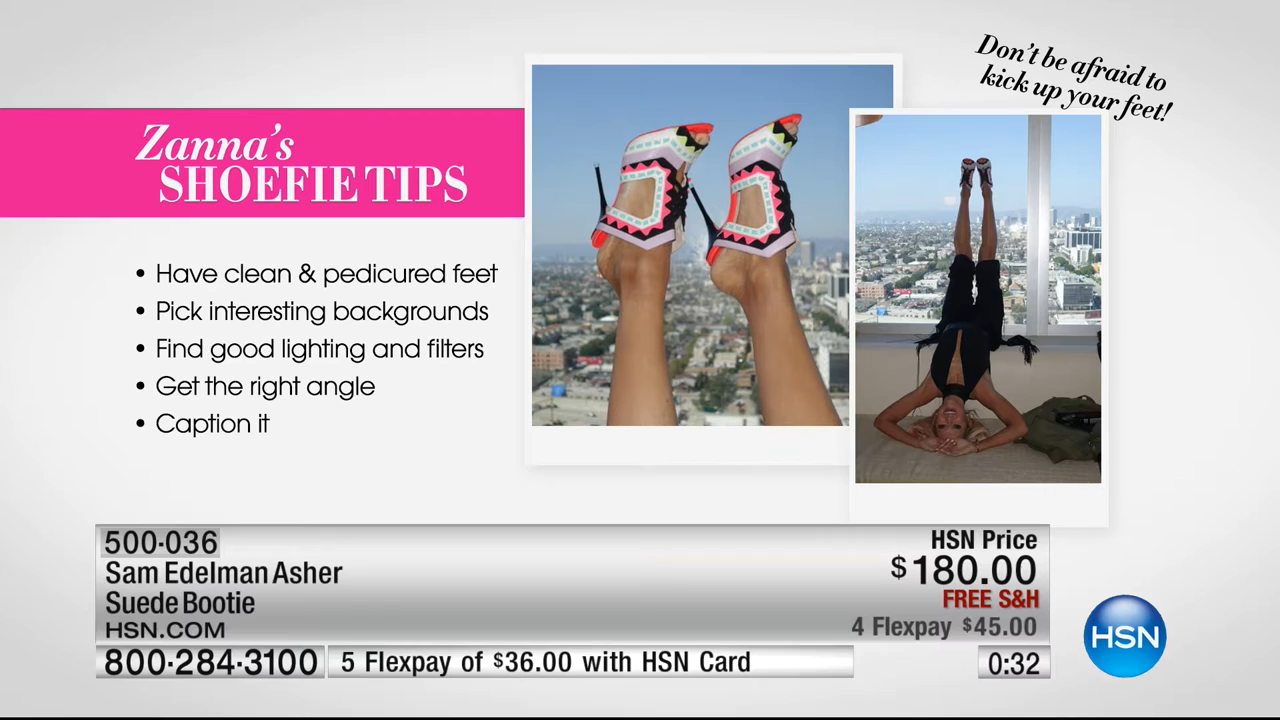 Don't be afraid to
kick up your feet!
Zanna's
SHOEFIE TIPS
• Have clean & pedicured feet
• Pick interesting backgrounds
• Find good lighting and filters
• Get the right angle
• Caption it
500-036
Sam Edelman Asher
Suede Bootie
HSN.COM
HSN Price
$180.00
FREE S&H
4 Flexpay $45.00
800-284-3100
5 Flexpay of $36.00 with HSN Card
0:32
HSN